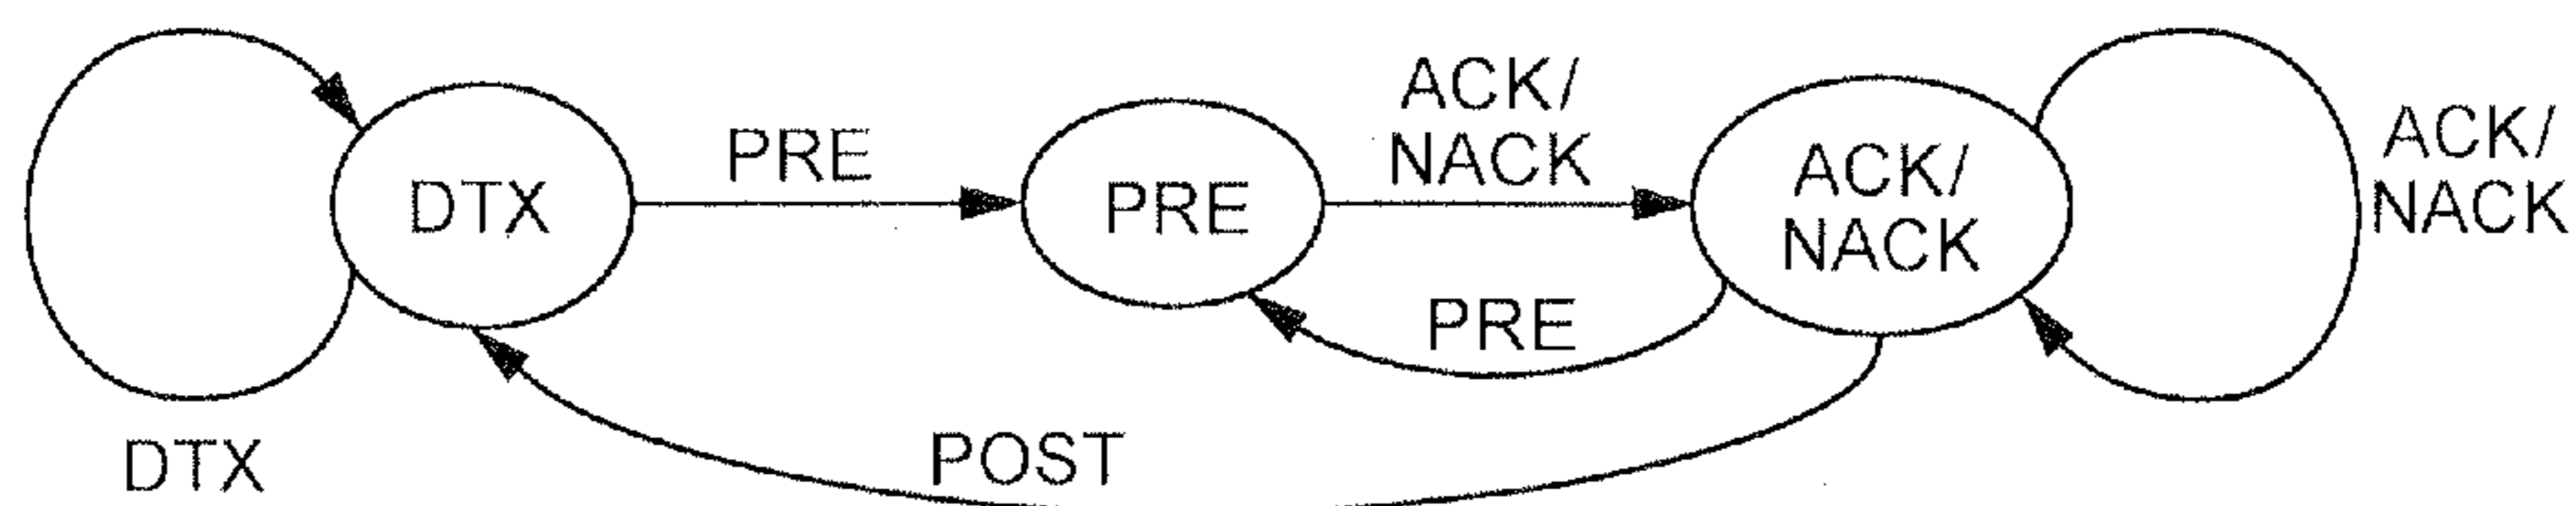 DTX
PRE
PRE
ACK/
NACK
ACK/
NACK
ACK/
NACK
PRE
POST
DTX